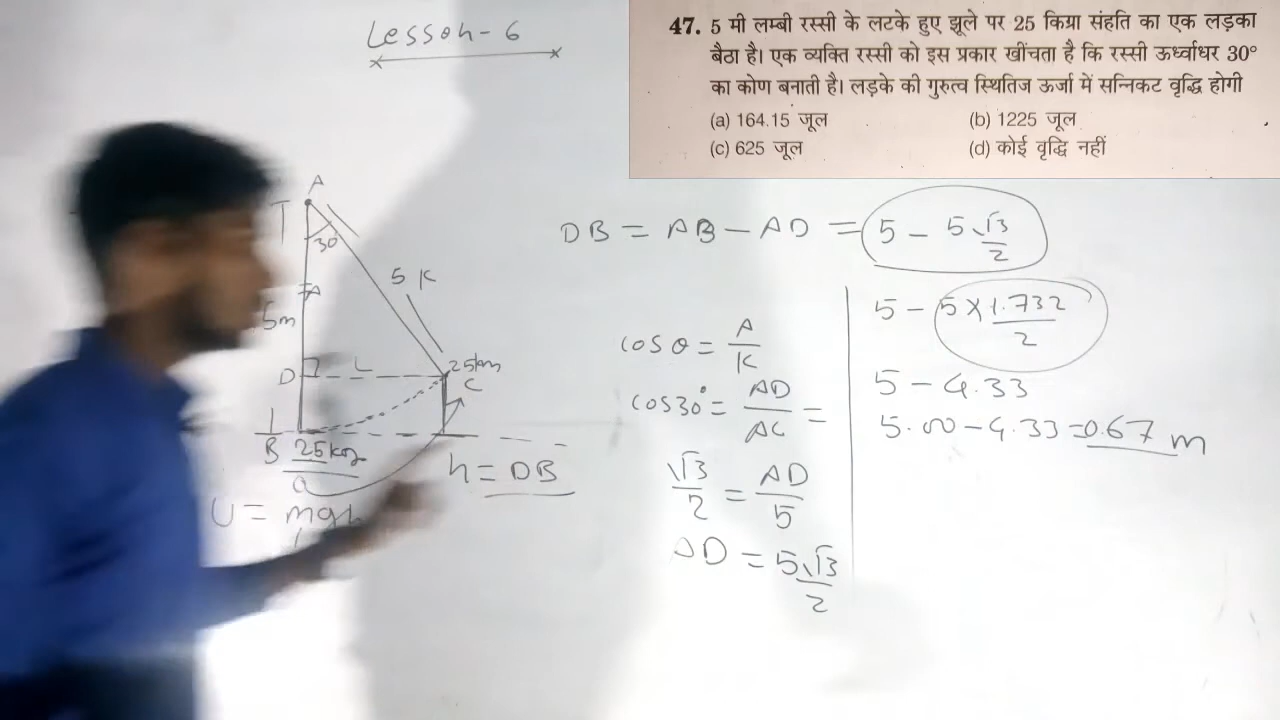 Lesson-6
47. 5 मी लम्बी रस्सी के लटके हुए झूले पर 25 किग्रा संहति का एक लड़का
बैठा है। एक व्यक्ति रस्सी को इस प्रकार खींचता है कि रस्सी ऊर्ध्वाधर 30°
का कोण बनाती है। लड़के की गुरुत्व स्थितिज ऊर्जा में सन्निकट वृद्धि होगी
(a) 164.15 जूल (b) 1225 जूल
(c) 625 जूल (d) कोई वृद्धि नहीं
A
30°
5 K
A
5m
D L
C
B 25kg
0
h = DB
U = mgh
DB = AB - AD = 5 - 5√3/2
cosθ = A/K
cos30° = AD/AC =
√3/2 = AD/5
AD = 5√3/2
5 - 5×1.732/2
5 - 4.33
5.00 - 4.33 = 0.67 m